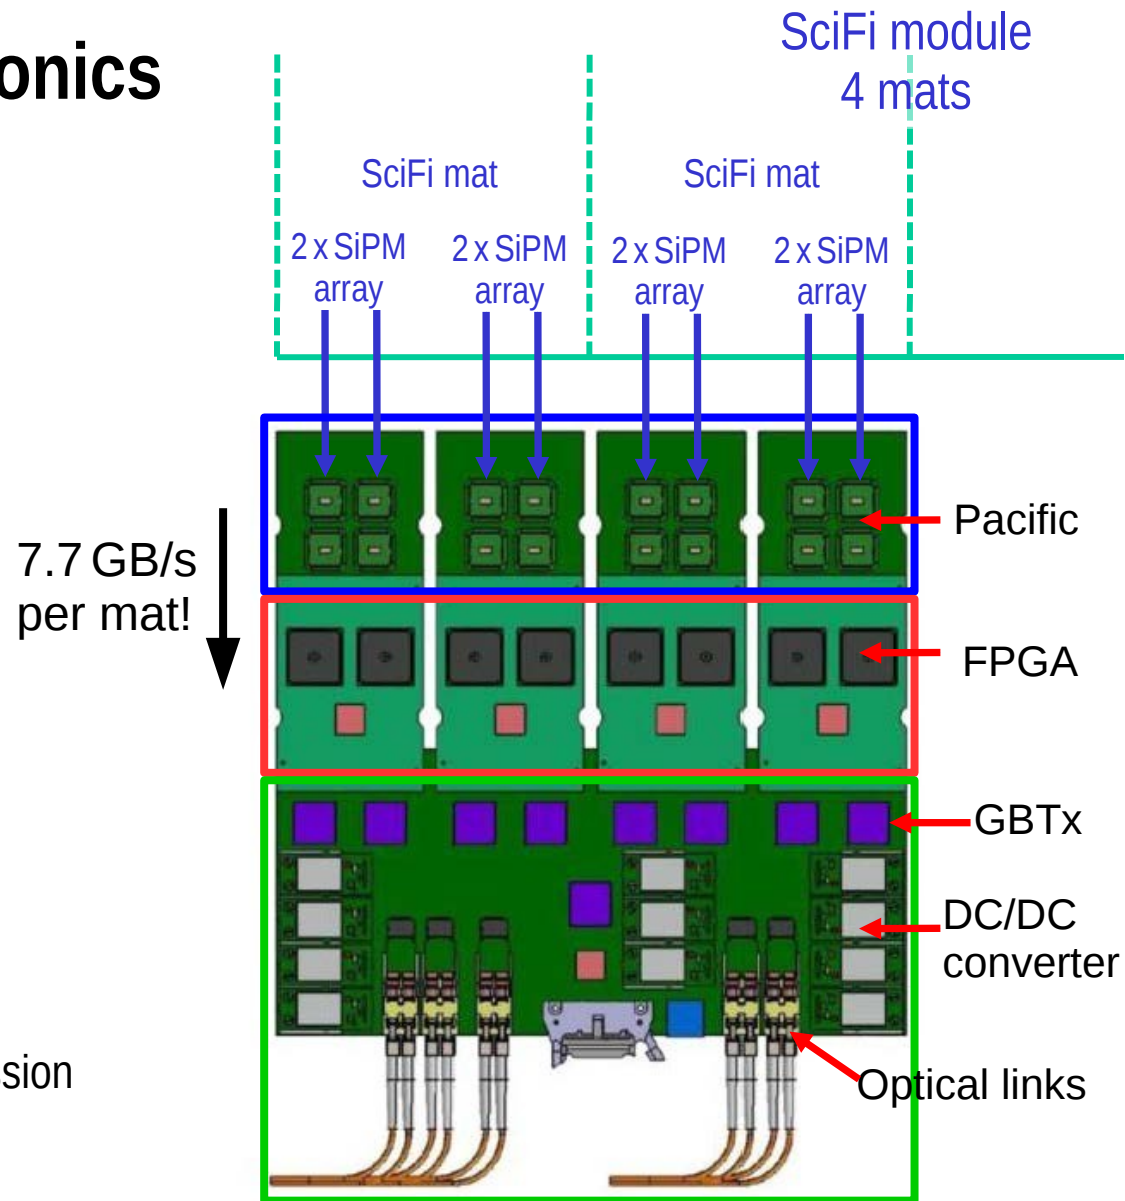 onics
SciFi module
4 mats
SciFi mat
SciFi mat
2 x SiPM
array
2 x SiPM
array
2 x SiPM
array
2 x SiPM
array
Pacific
7.7 GB/s
per mat!
FPGA
GBTx
DC/DC
converter
sion
Optical links